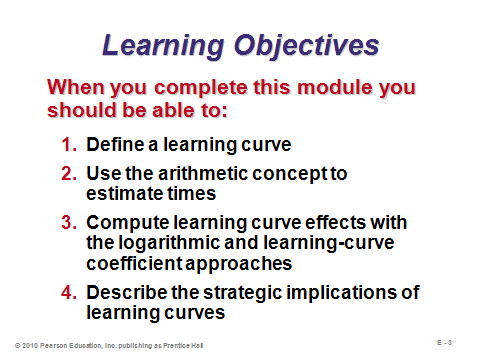 Learning Objectives
When you complete this module you
should be able to:
1. Define a learning curve
2. Use the arithmetic concept to
estimate times
3. Compute learning curve effects with
the logarithmic and learning-curve
coefficient approaches
4. Describe the strategic implications of
learning curves
© 2010 Pearson Education, Inc. publishing as Prentice Hall
E - 3